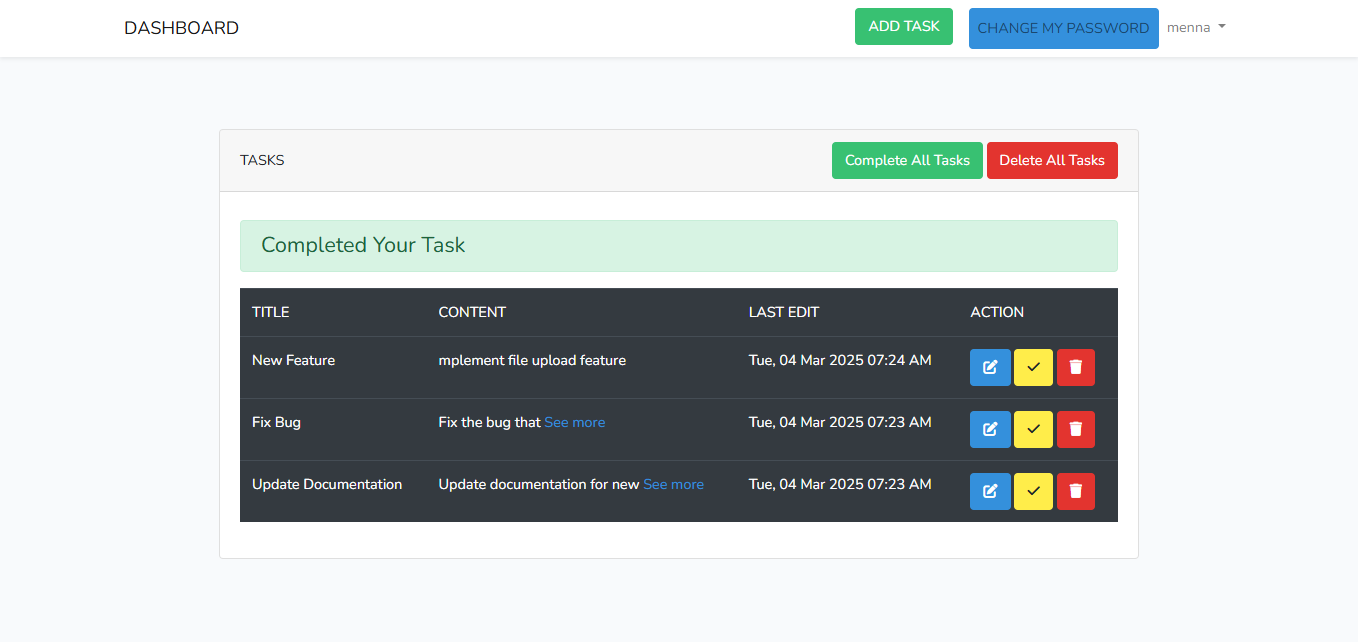 DASHBOARD ADD TASK CHANGE MY PASSWORD menna
TASKS Complete All Tasks Delete All Tasks
Completed Your Task
TITLE CONTENT LAST EDIT ACTION
New Feature mplement file upload feature Tue, 04 Mar 2025 07:24 AM
Fix Bug Fix the bug that See more Tue, 04 Mar 2025 07:23 AM
Update Documentation Update documentation for new See more Tue, 04 Mar 2025 07:23 AM